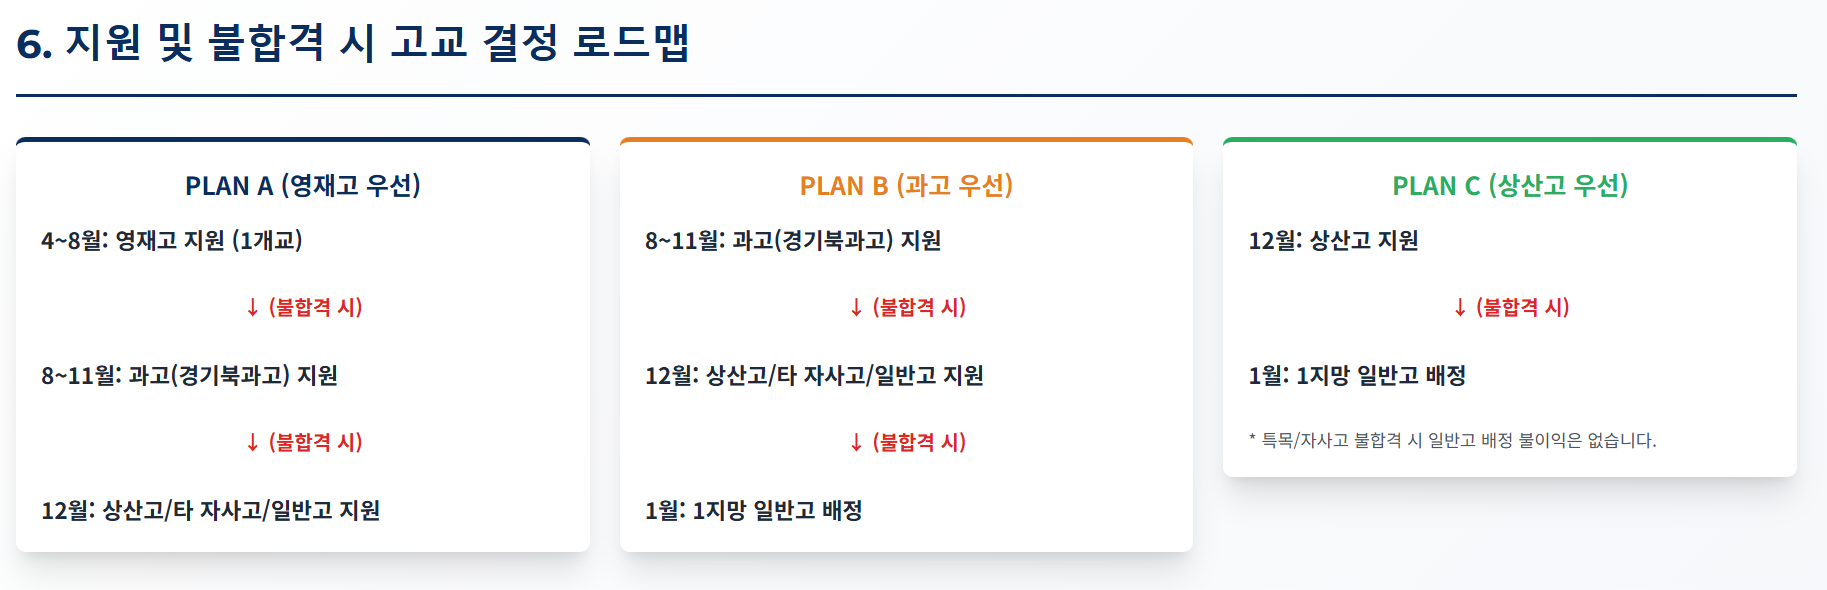 6. 지원 및 불합격 시 고교 결정 로드맵
PLAN A (영재고 우선)
4~8월: 영재고 지원 (1개교)
↓ (불합격 시)
8~11월: 과고(경기북과고) 지원
↓ (불합격 시)
12월: 상산고/타 자사고/일반고 지원
PLAN B (과고 우선)
8~11월: 과고(경기북과고) 지원
↓ (불합격 시)
12월: 상산고/타 자사고/일반고 지원
↓ (불합격 시)
1월: 1지망 일반고 배정
PLAN C (상산고 우선)
12월: 상산고 지원
↓ (불합격 시)
1월: 1지망 일반고 배정
* 특목/자사고 불합격 시 일반고 배정 불이익은 없습니다.